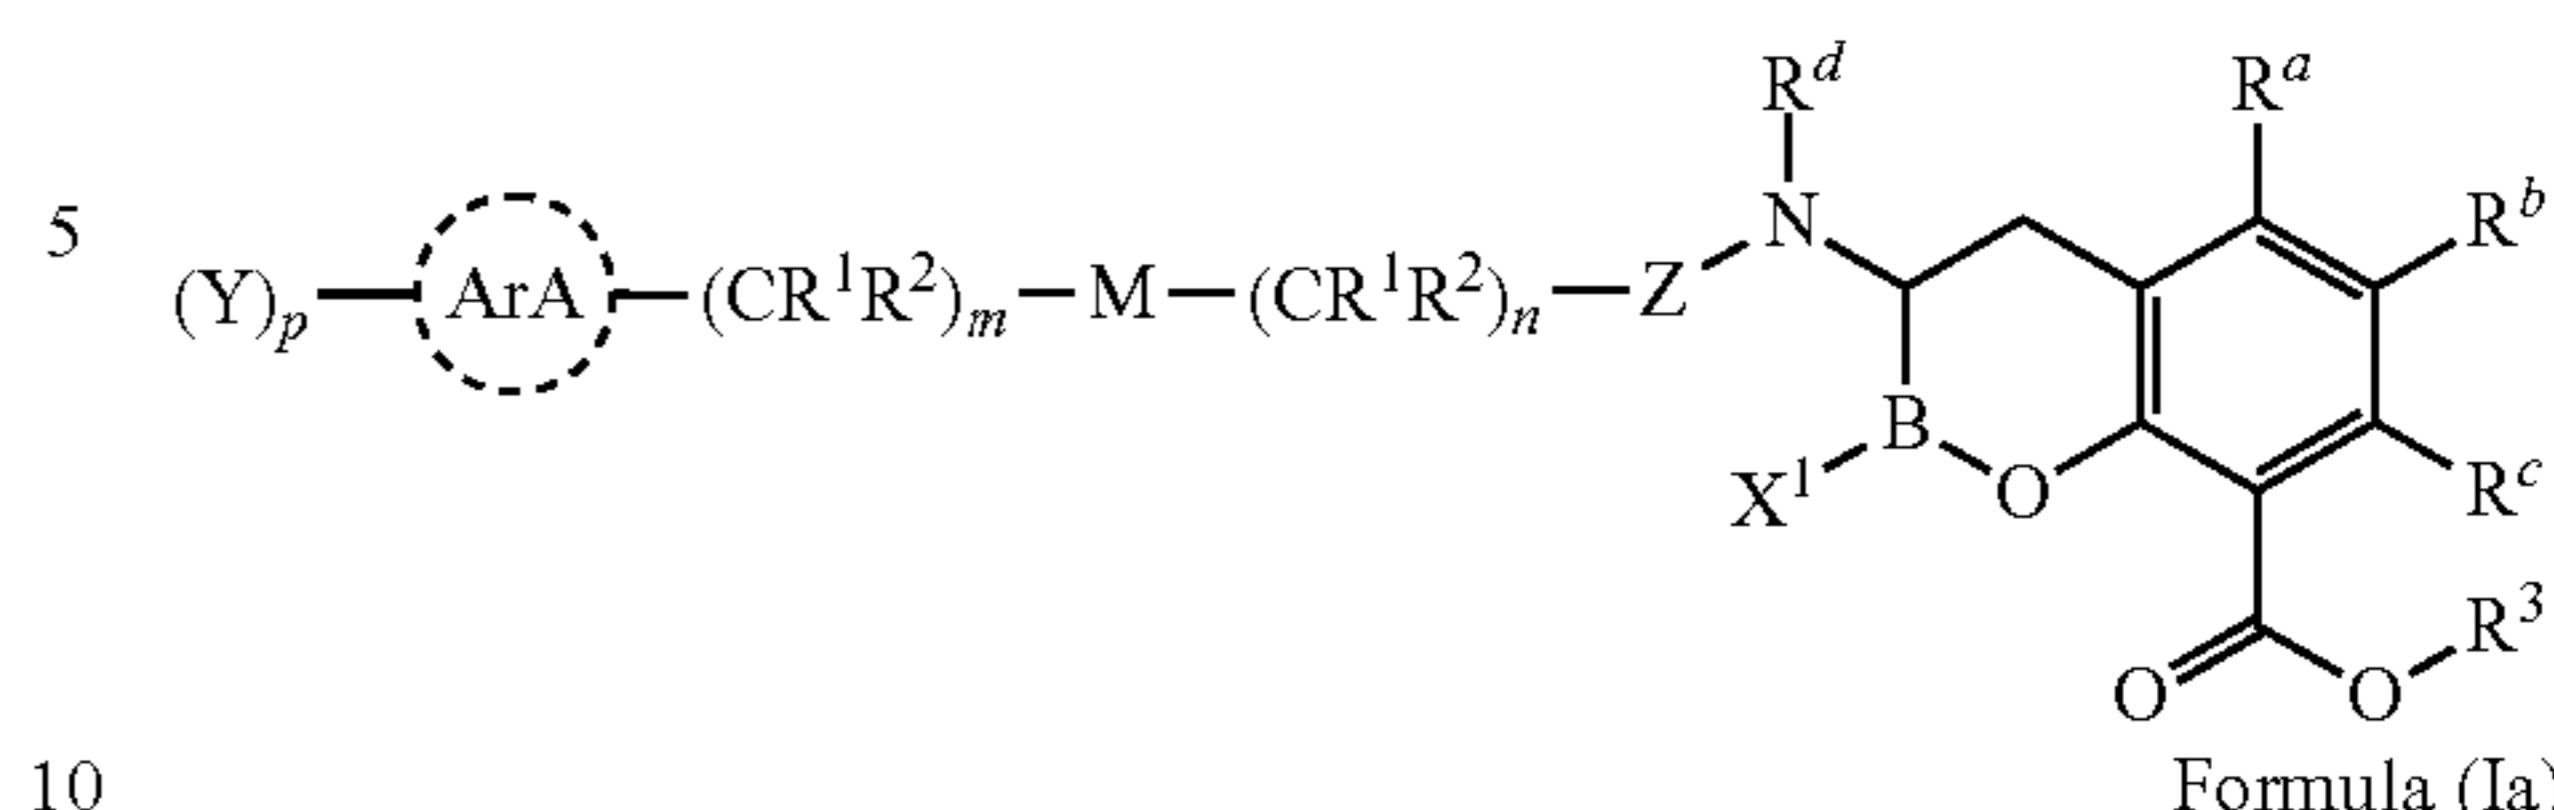 R^d R^a
5 N R^b
(Y)_p — ArA — (CR^1R^2)_m — M — (CR^1R^2)_n — Z
B
X^1 O R^c
R^3
O O
10 Formula (Ia)